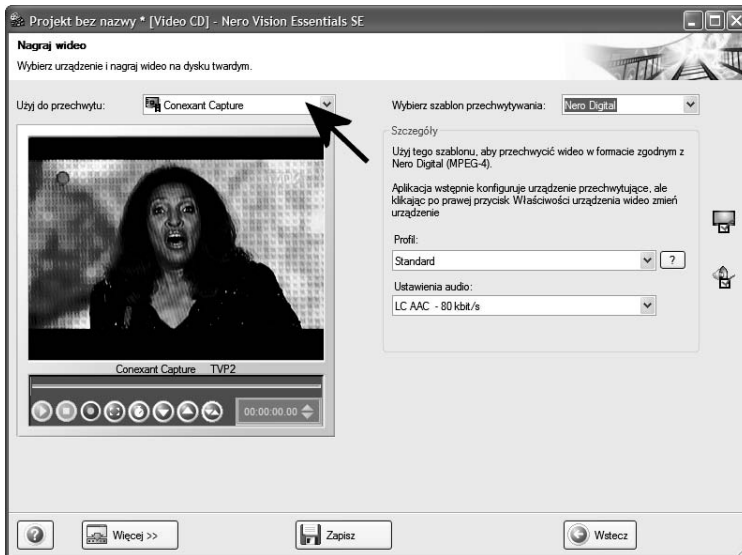 Projekt bez nazwy * [Video CD] - Nero Vision Essentials SE
Nagraj wideo
Wybierz urządzenie i nagraj wideo na dysku twardym.
Użyj do przechwytu:
Conexant Capture
Wybierz szablon przechwytywania:
Nero Digital
Szczegóły
Użyj tego szablonu, aby przechwycić wideo w formacie zgodnym z
Nero Digital (MPEG-4).
Aplikacja wstępnie konfiguruje urządzenie przechwytujące, ale
klikając po prawej przycisk Właściwości urządzenia wideo zmień
urządzenie
Profil:
Standard
?
Ustawienia audio:
LC AAC - 80 kbit/s
Conexant Capture TVP2
00:00:00.00
?
Więcej >>
Zapisz
Wstecz